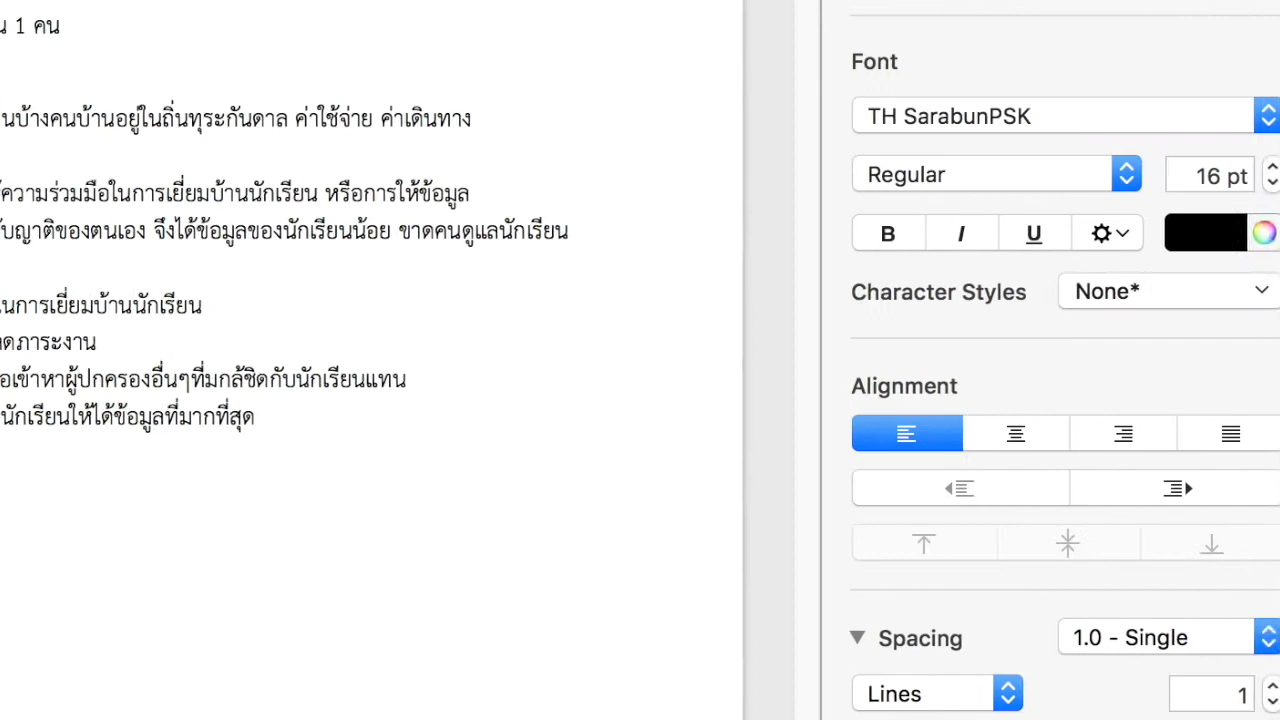 1 คน
บ้างคนบ้านอยู่ในถิ่นทุระกันดาล ค่าใช้จ่าย ค่าเดินทาง
ความร่วมมือในการเยี่ยมบ้านนักเรียน หรือการให้ข้อมูล
ญาติของตนเอง จึงได้ข้อมูลของนักเรียนน้อย ขาดคนดูแลนักเรียน
ในการเยี่ยมบ้านนักเรียน
ภาระงาน
เข้าหาผู้ปกครองอื่นๆที่มกล้ชิดกับนักเรียนแทน
นักเรียนให้ได้ข้อมูลที่มากที่สุด
Font
TH SarabunPSK
Regular 16 pt
B I U
Character Styles None*
Alignment
Spacing 1.0 - Single
Lines 1